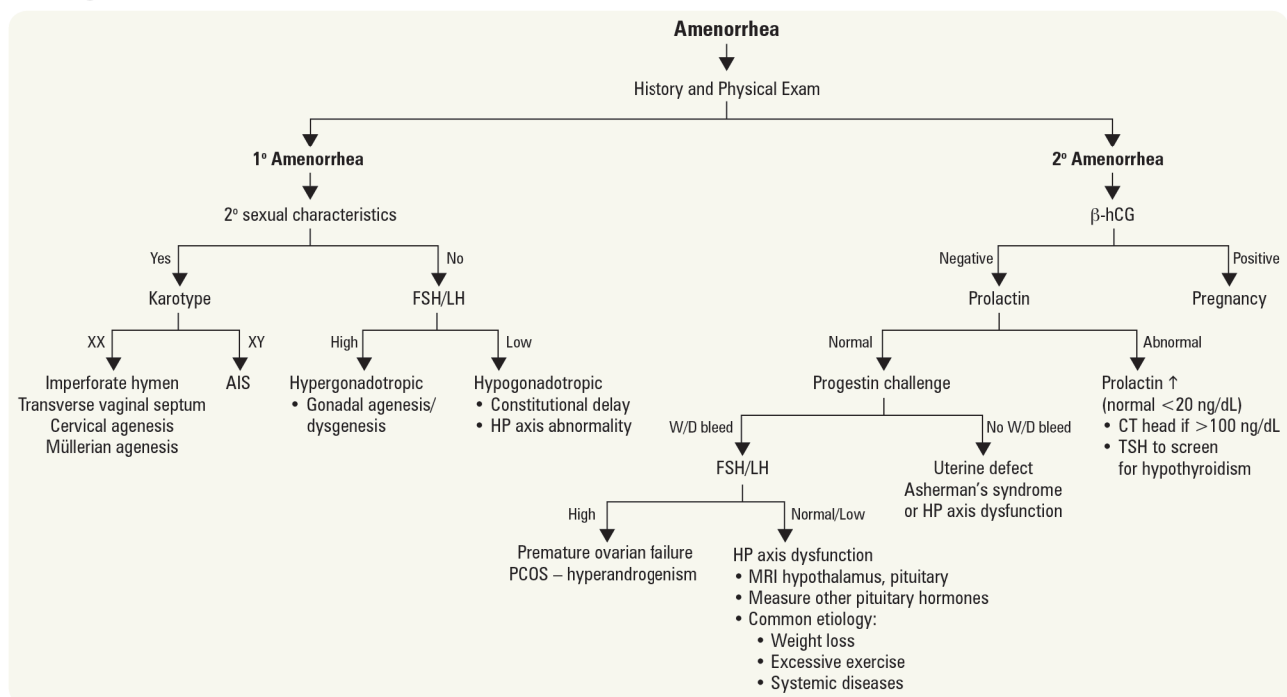 Amenorrhea
History and Physical Exam
1º Amenorrhea
2º sexual characteristics
Yes
No
Karotype
FSH/LH
XX
XY
High
Low
Imperforate hymen
Transverse vaginal septum
Cervical agenesis
Müllerian agenesis
AIS
Hypergonadotropic
• Gonadal agenesis/
dysgenesis
Hypogonadotropic
• Constitutional delay
• HP axis abnormality
2º Amenorrhea
β-hCG
Negative
Positive
Prolactin
Pregnancy
Normal
Abnormal
Progestin challenge
Prolactin ↑
(normal <20 ng/dL)
• CT head if >100 ng/dL
• TSH to screen
for hypothyroidism
W/D bleed
No W/D bleed
FSH/LH
Uterine defect
Asherman's syndrome
or HP axis dysfunction
High
Normal/Low
Premature ovarian failure
PCOS – hyperandrogenism
HP axis dysfunction
• MRI hypothalamus, pituitary
• Measure other pituitary hormones
• Common etiology:
• Weight loss
• Excessive exercise
• Systemic diseases